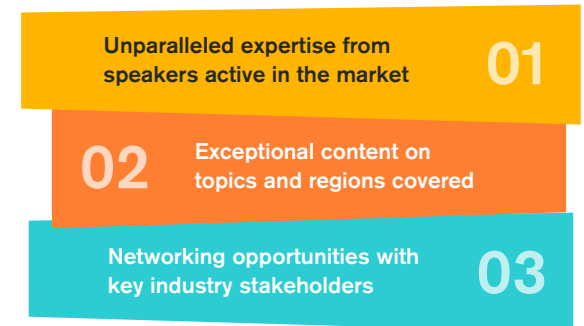 Unparalleled expertise from
speakers active in the market
01
02
Exceptional content on
topics and regions covered
Networking opportunities with
key industry stakeholders
03